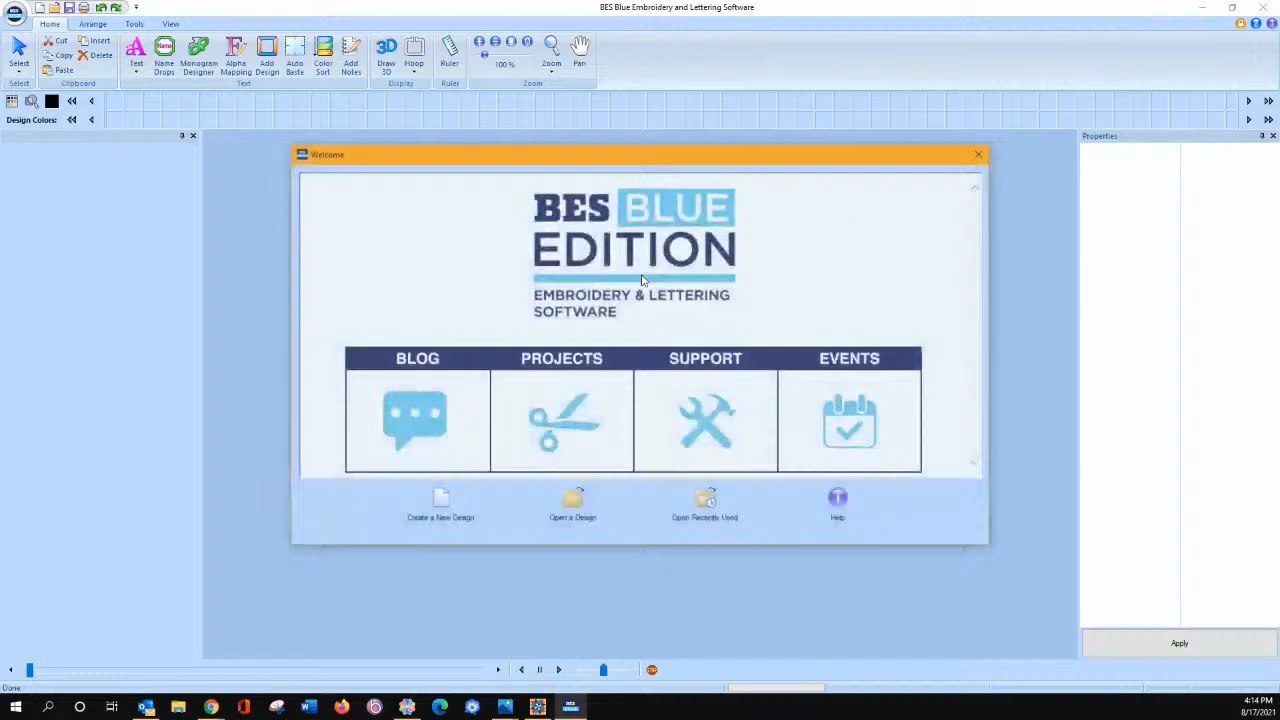 BES Blue Embroidery and Lettering Software
Home Arrange Tools View
Select
Cut
Copy
Paste
Insert
Delete
Text
Name Drops
Monogram Designer
Alpha Mapping
Add Design
Auto Baste
Color Sort
Add Notes
Draw 3D
Hoop
Ruler
100 %
Zoom
Pan
Select Clipboard Text Display Ruler Zoom
Design Colors:
Properties
Welcome
BES BLUE
EDITION
EMBROIDERY & LETTERING
SOFTWARE
BLOG PROJECTS SUPPORT EVENTS
Create a New Design Open a Design Open Recently Used Help
Apply
Done
4:14 PM
8/17/2021